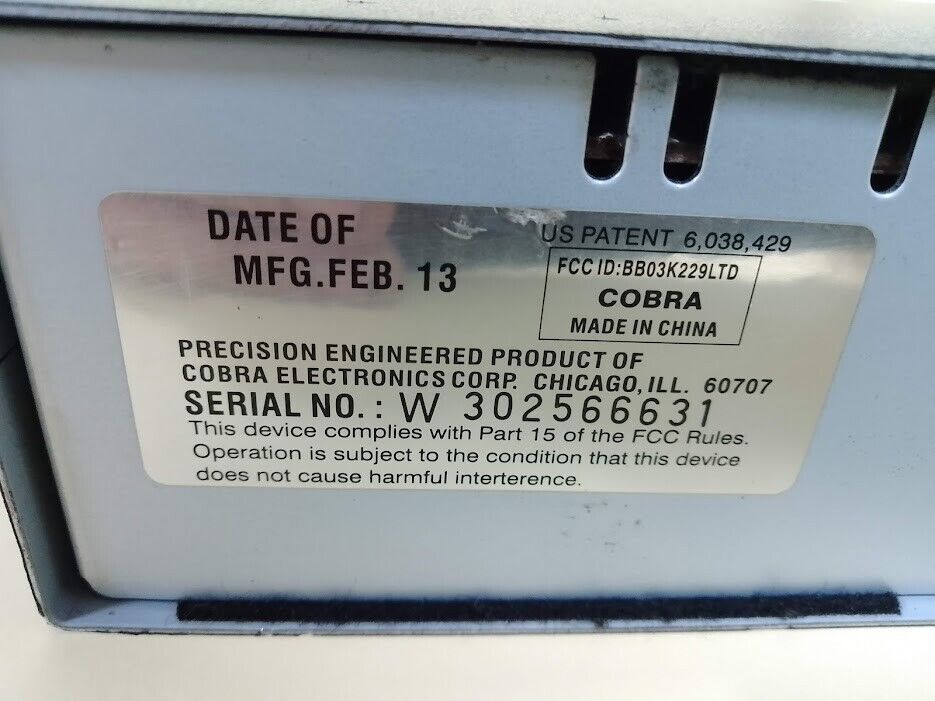 DATE OF
MFG.FEB. 13
US PATENT 6,038,429
FCC ID:BB03K229LTD
COBRA
MADE IN CHINA
PRECISION ENGINEERED PRODUCT OF
COBRA ELECTRONICS CORP. CHICAGO, ILL. 60707
SERIAL NO.: W 302566631
This device complies with Part 15 of the FCC Rules.
Operation is subject to the condition that this device
does not cause harmful interterence.